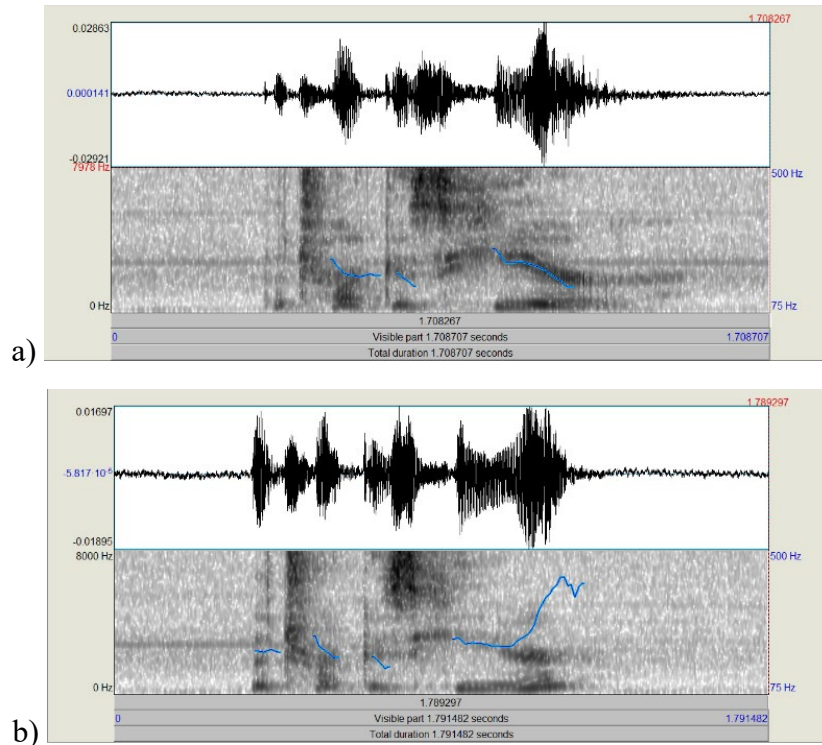 1.708267
0.02863
0.000141
-0.02921
7978 Hz
500 Hz
0 Hz
75 Hz
1.708267
0 Visible part 1.708707 seconds 1.708707
Total duration 1.708707 seconds
a)
1.789297
0.01697
-5.817 10⁻⁵
-0.01895
8000 Hz
500 Hz
0 Hz
75 Hz
1.789297
0 Visible part 1.791482 seconds 1.791482
Total duration 1.791482 seconds
b)